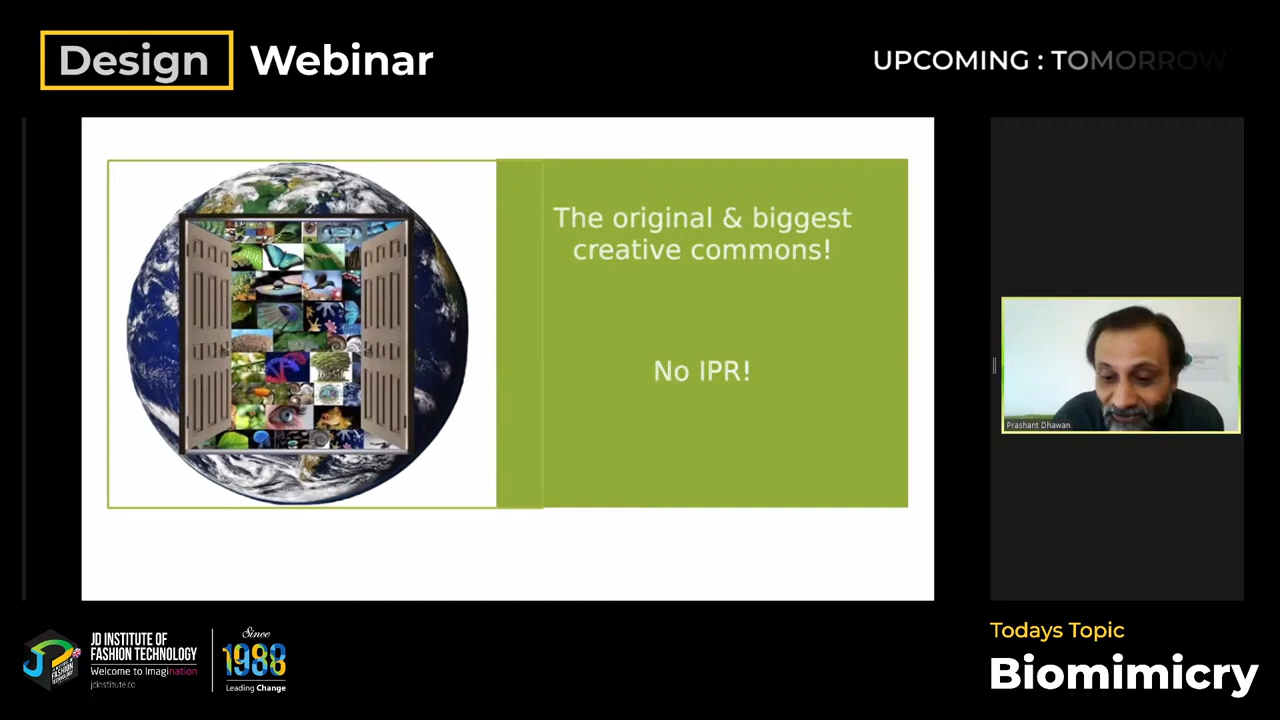 Design Webinar
UPCOMING : TOMORROW
The original & biggest
creative commons!
No IPR!
Prashant Dhawan
JD INSTITUTE OF
FASHION TECHNOLOGY
Welcome to Imagination
jdinstitute.co
Since
1988
Leading Change
Todays Topic
Biomimicry